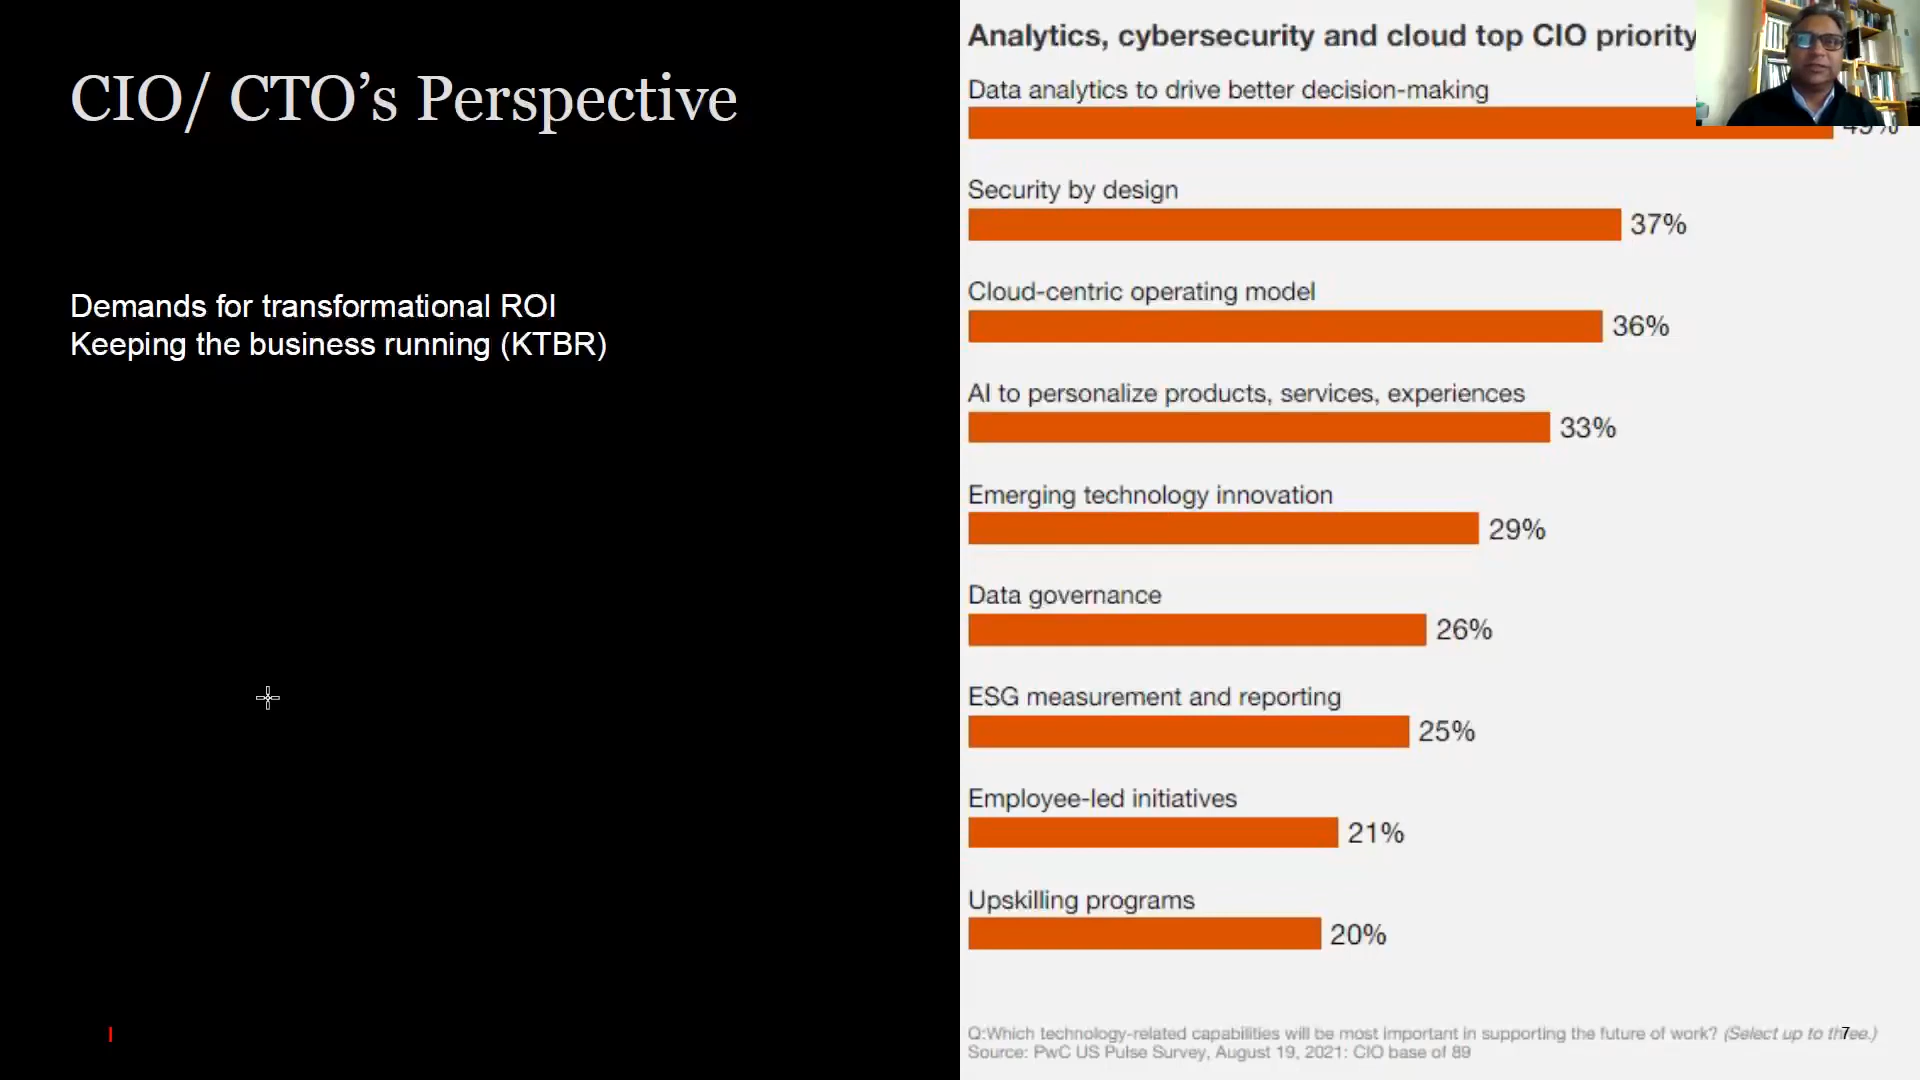 CIO/ CTO’s Perspective
Demands for transformational ROI
Keeping the business running (KTBR)
Analytics, cybersecurity and cloud top CIO priority
Data analytics to drive better decision-making
49%
Security by design
37%
Cloud-centric operating model
36%
AI to personalize products, services, experiences
33%
Emerging technology innovation
29%
Data governance
26%
ESG measurement and reporting
25%
Employee-led initiatives
21%
Upskilling programs
20%
Q:Which technology-related capabilities will be most important in supporting the future of work? (Select up to three.)
Source: PwC US Pulse Survey, August 19, 2021: CIO base of 89
7